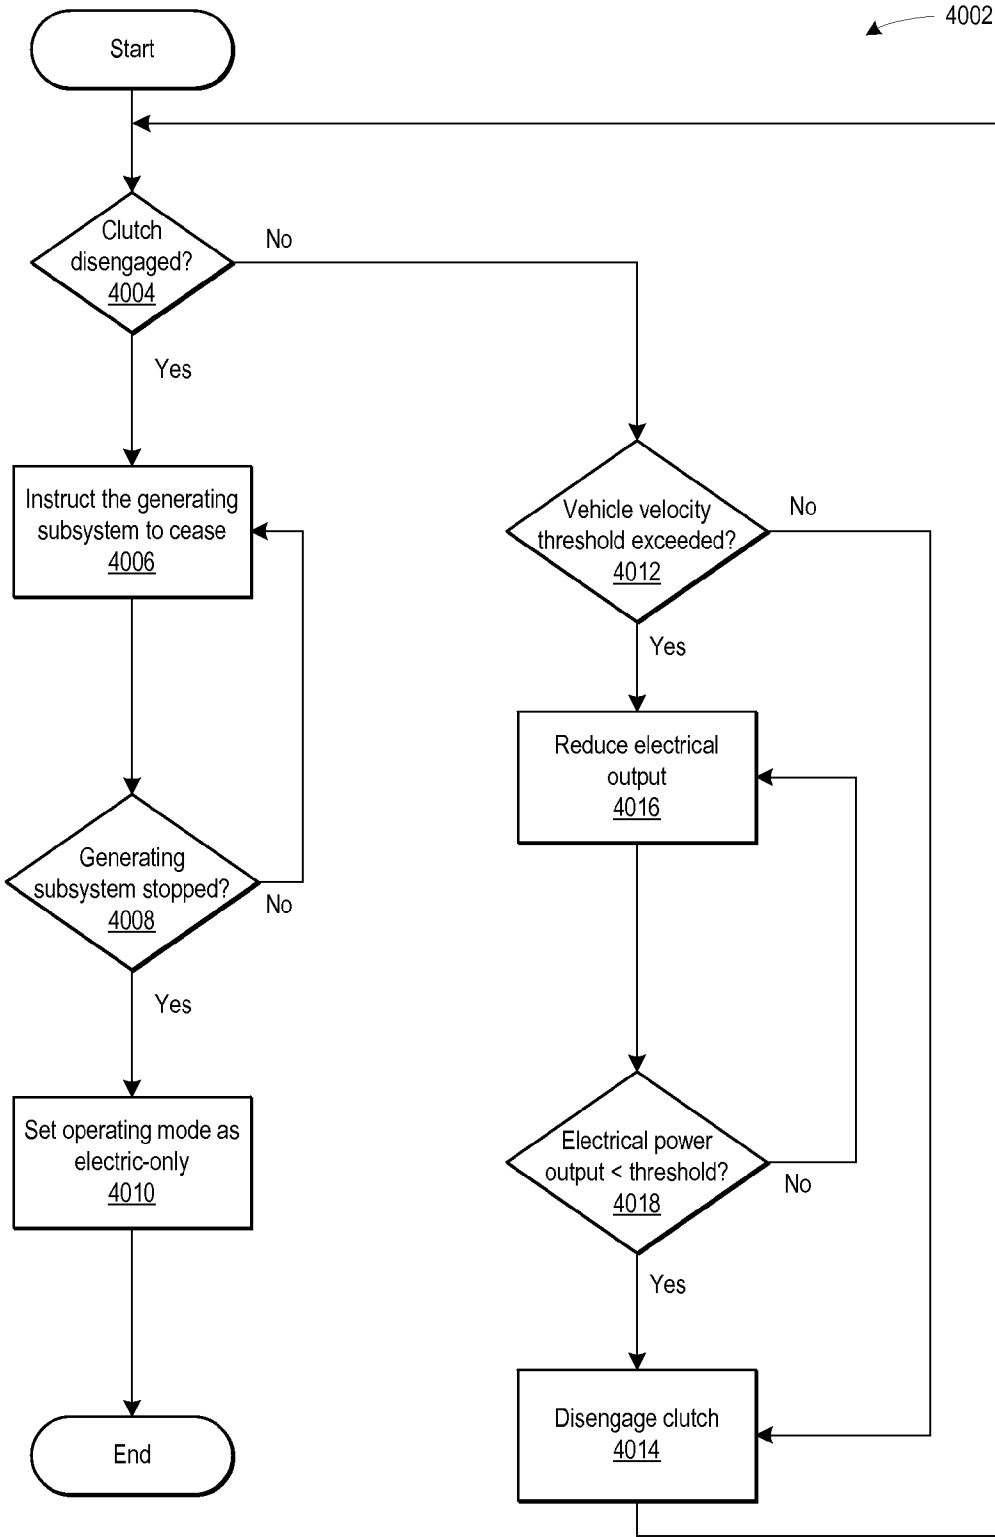 4002
Start
Clutch
disengaged?
4004
No
Yes
Instruct the generating
subsystem to cease
4006
Generating
subsystem stopped?
4008
No
Yes
Set operating mode as
electric-only
4010
End
Vehicle velocity
threshold exceeded?
4012
No
Yes
Reduce electrical
output
4016
Electrical power
output < threshold?
4018
No
Yes
Disengage clutch
4014